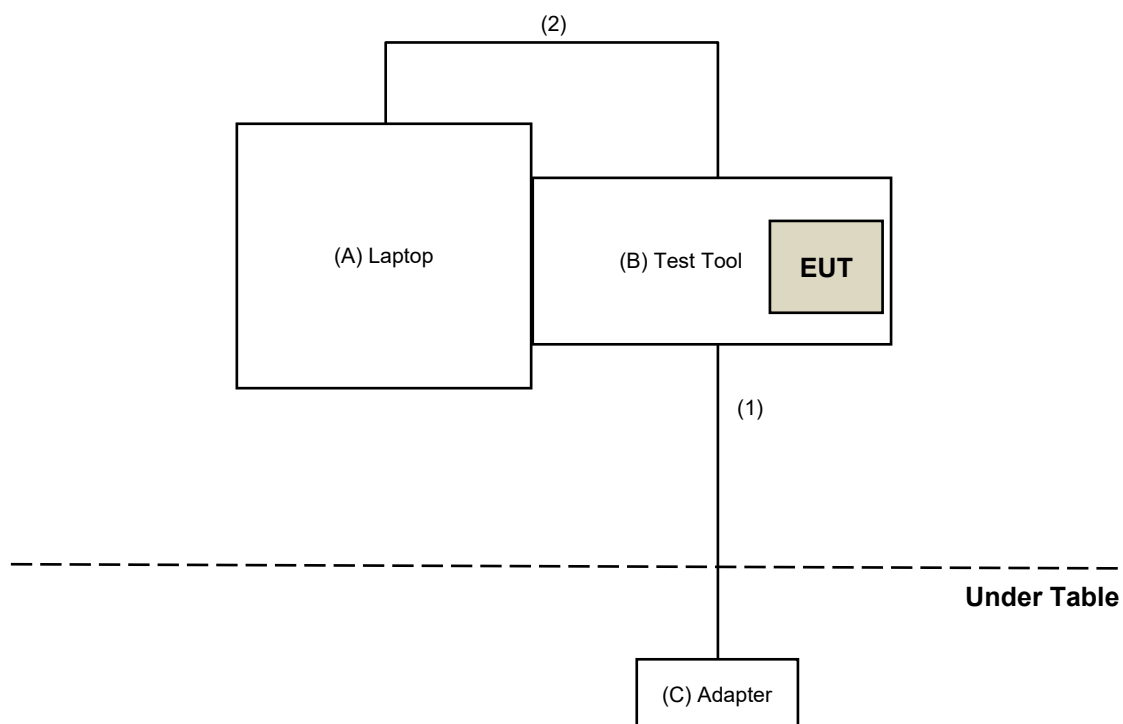 (2)
(A) Laptop
(B) Test Tool
EUT
(1)
Under Table
(C) Adapter